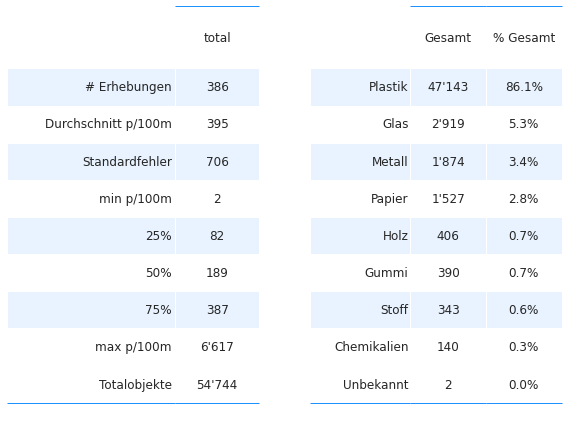 total
# Erhebungen 386
Durchschnitt p/100m 395
Standardfehler 706
min p/100m 2
25% 82
50% 189
75% 387
max p/100m 6'617
Totalobjekte 54'744
Gesamt % Gesamt
Plastik 47'143 86.1%
Glas 2'919 5.3%
Metall 1'874 3.4%
Papier 1'527 2.8%
Holz 406 0.7%
Gummi 390 0.7%
Stoff 343 0.6%
Chemikalien 140 0.3%
Unbekannt 2 0.0%